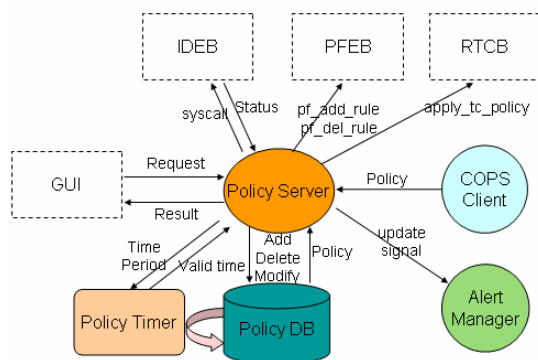 IDEB
PFEB
RTCB
syscall
Status
pf_add_rule
pf_del_rule
apply_tc_policy
GUI
Request
Result
Policy Server
Policy
COPS
Client
Time
Period
Valid time
Add
Delete
Modify
Policy
update
signal
Policy Timer
Policy DB
Alert
Manager